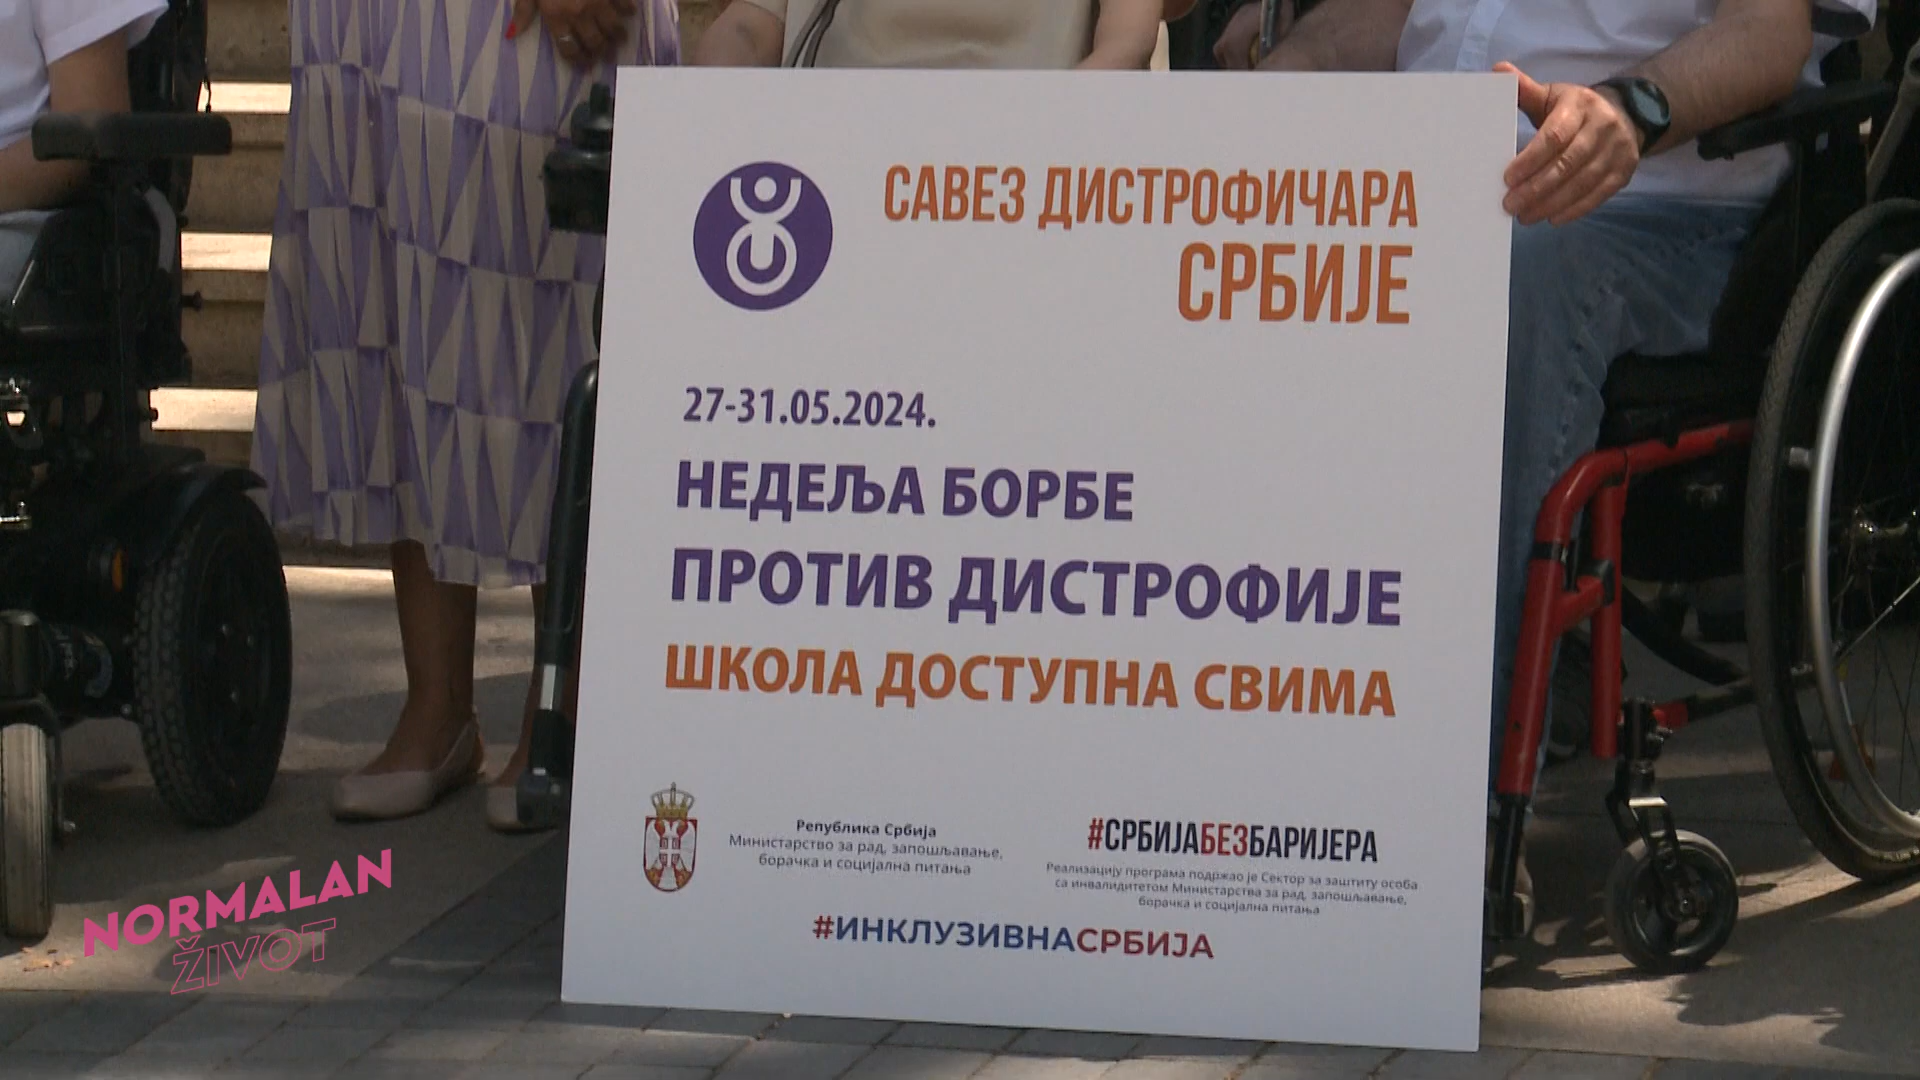 САВЕЗ ДИСТРОФИЧАРА
СРБИЈЕ
27-31.05.2024.
НЕДЕЉА БОРБЕ
ПРОТИВ ДИСТРОФИЈЕ
ШКОЛА ДОСТУПНА СВИМА
Република Србија
Министарство за рад, запошљавање,
борачка и социјална питања
#СРБИЈАБЕЗБАРИЈЕРА
Реализацију програма подржао је Сектор за заштиту особа
са инвалидитетом Министарства за рад, запошљавање,
борачка и социјална питања
#ИНКЛУЗИВНАСРБИЈА
NORMALAN
ŽIVOT